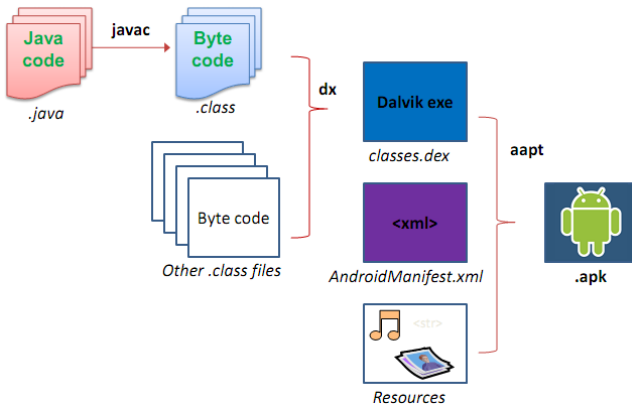 Java
code
javac
Byte
code
.java
.class
dx
Dalvik exe
classes.dex
aapt
Byte code
Other .class files
<xml>
AndroidManifest.xml
.apk
<str>
Resources